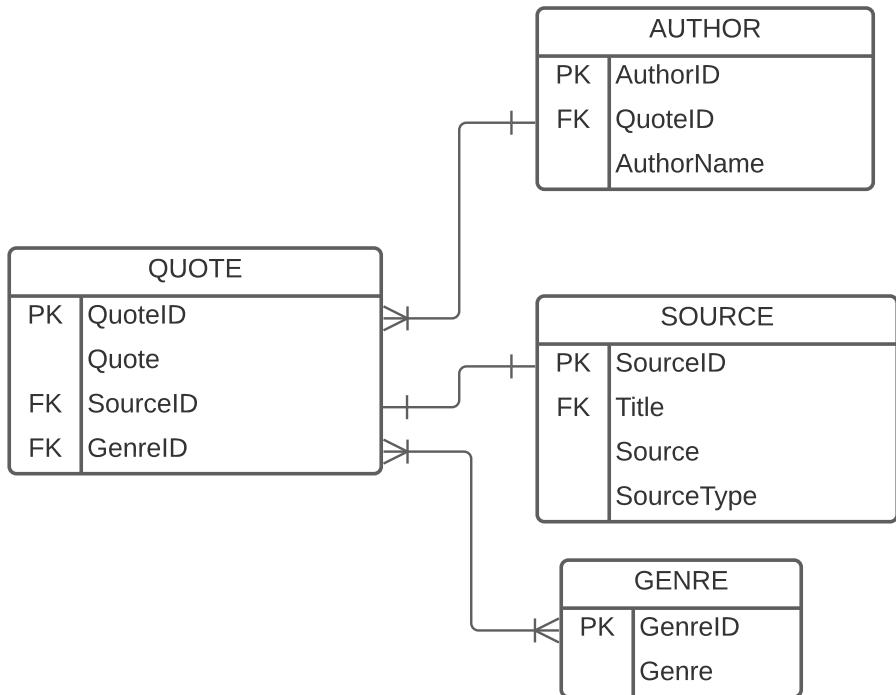 AUTHOR
PK AuthorID
FK QuoteID
AuthorName
QUOTE
PK QuoteID
Quote
FK SourceID
FK GenreID
SOURCE
PK SourceID
FK Title
Source
SourceType
GENRE
PK GenreID
Genre